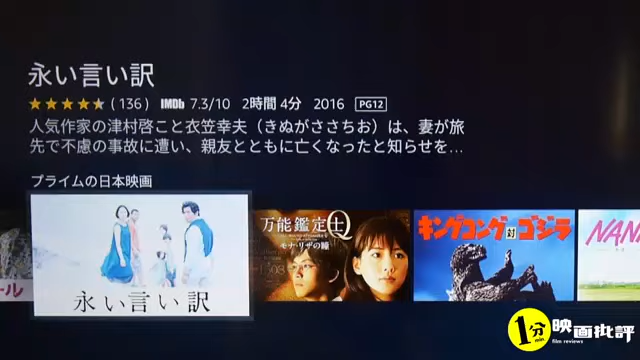 永い言い訳
(136) IMDb 7.3/10 2時間 4分 2016 PG12
人気作家の津村啓こと衣笠幸夫（きぬがささちお）は、妻が旅
先で不慮の事故に遭い、親友とともに亡くなったと知らせを…
プライムの日本映画
ール
永い言い訳
万能鑑定士Q
モナ・リザの瞳
キングコング対ゴジラ
NANA
1分 映画批評
min. film reviews